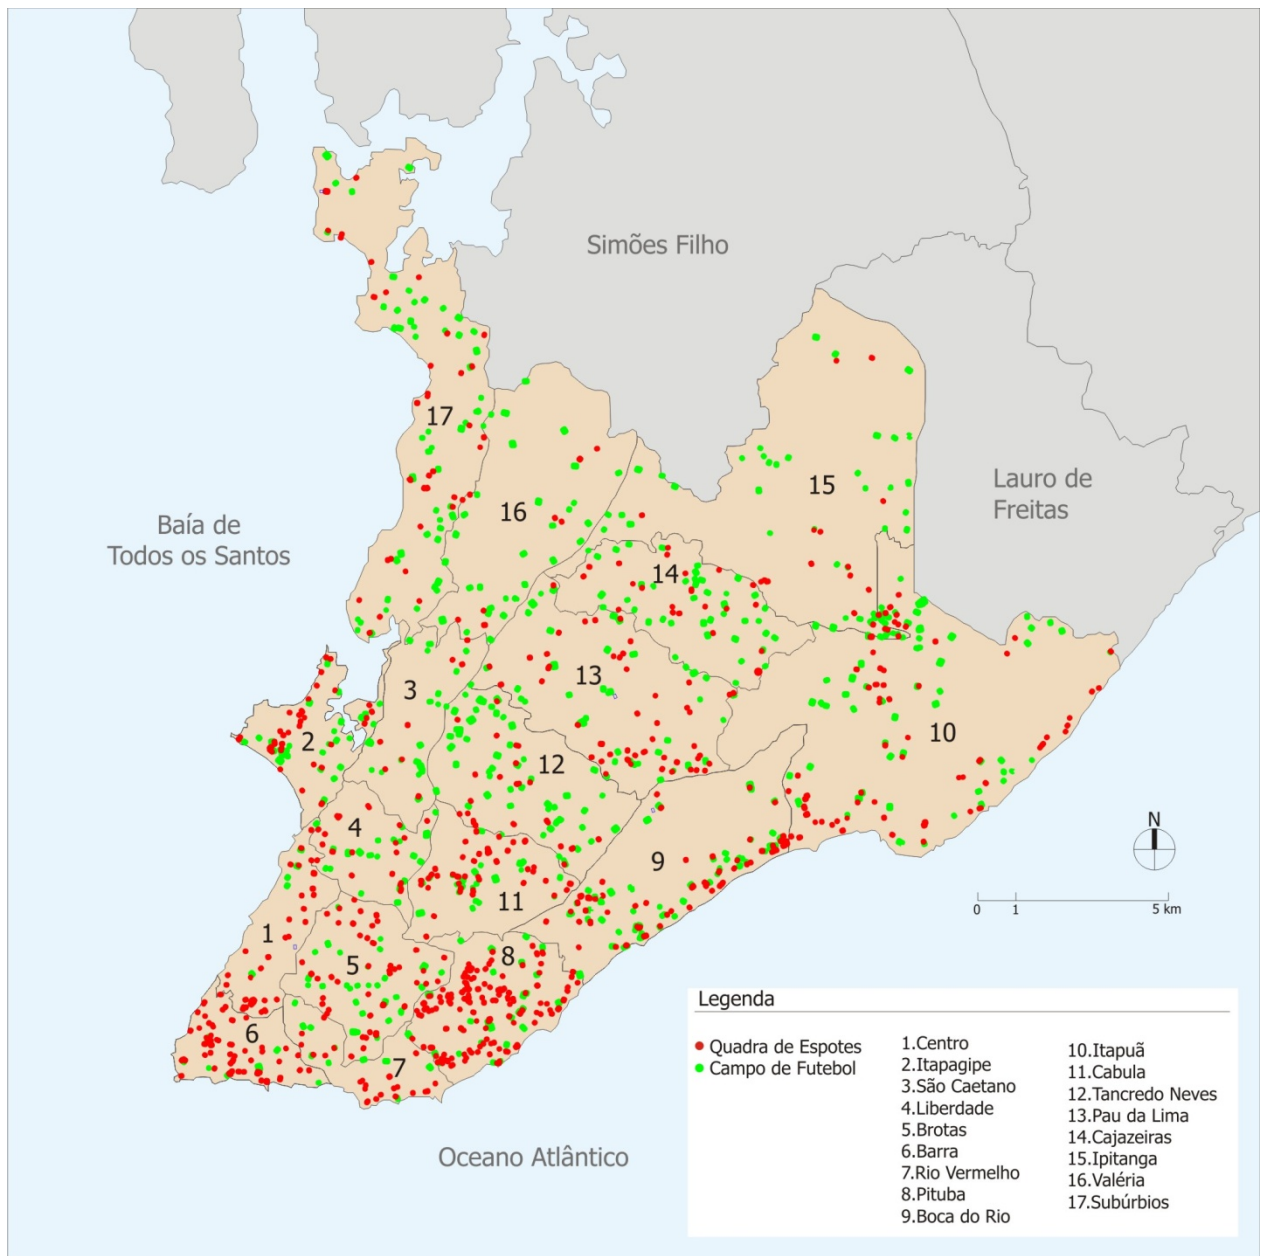 Simões Filho
17
15
Lauro de
Freitas
16
Baía de
Todos os Santos
14
13
3
2
10
12
4
N
9
11
0 1 5 km
1
8
5
6
7
Legenda
Quadra de Espotes
Campo de Futebol
1.Centro
2.Itapagipe
3.São Caetano
4.Liberdade
5.Brotas
6.Barra
7.Rio Vermelho
8.Pituba
9.Boca do Rio
10.Itapuã
11.Cabula
12.Tancredo Neves
13.Pau da Lima
14.Cajazeiras
15.Ipitanga
16.Valéria
17.Subúrbios
Oceano Atlântico